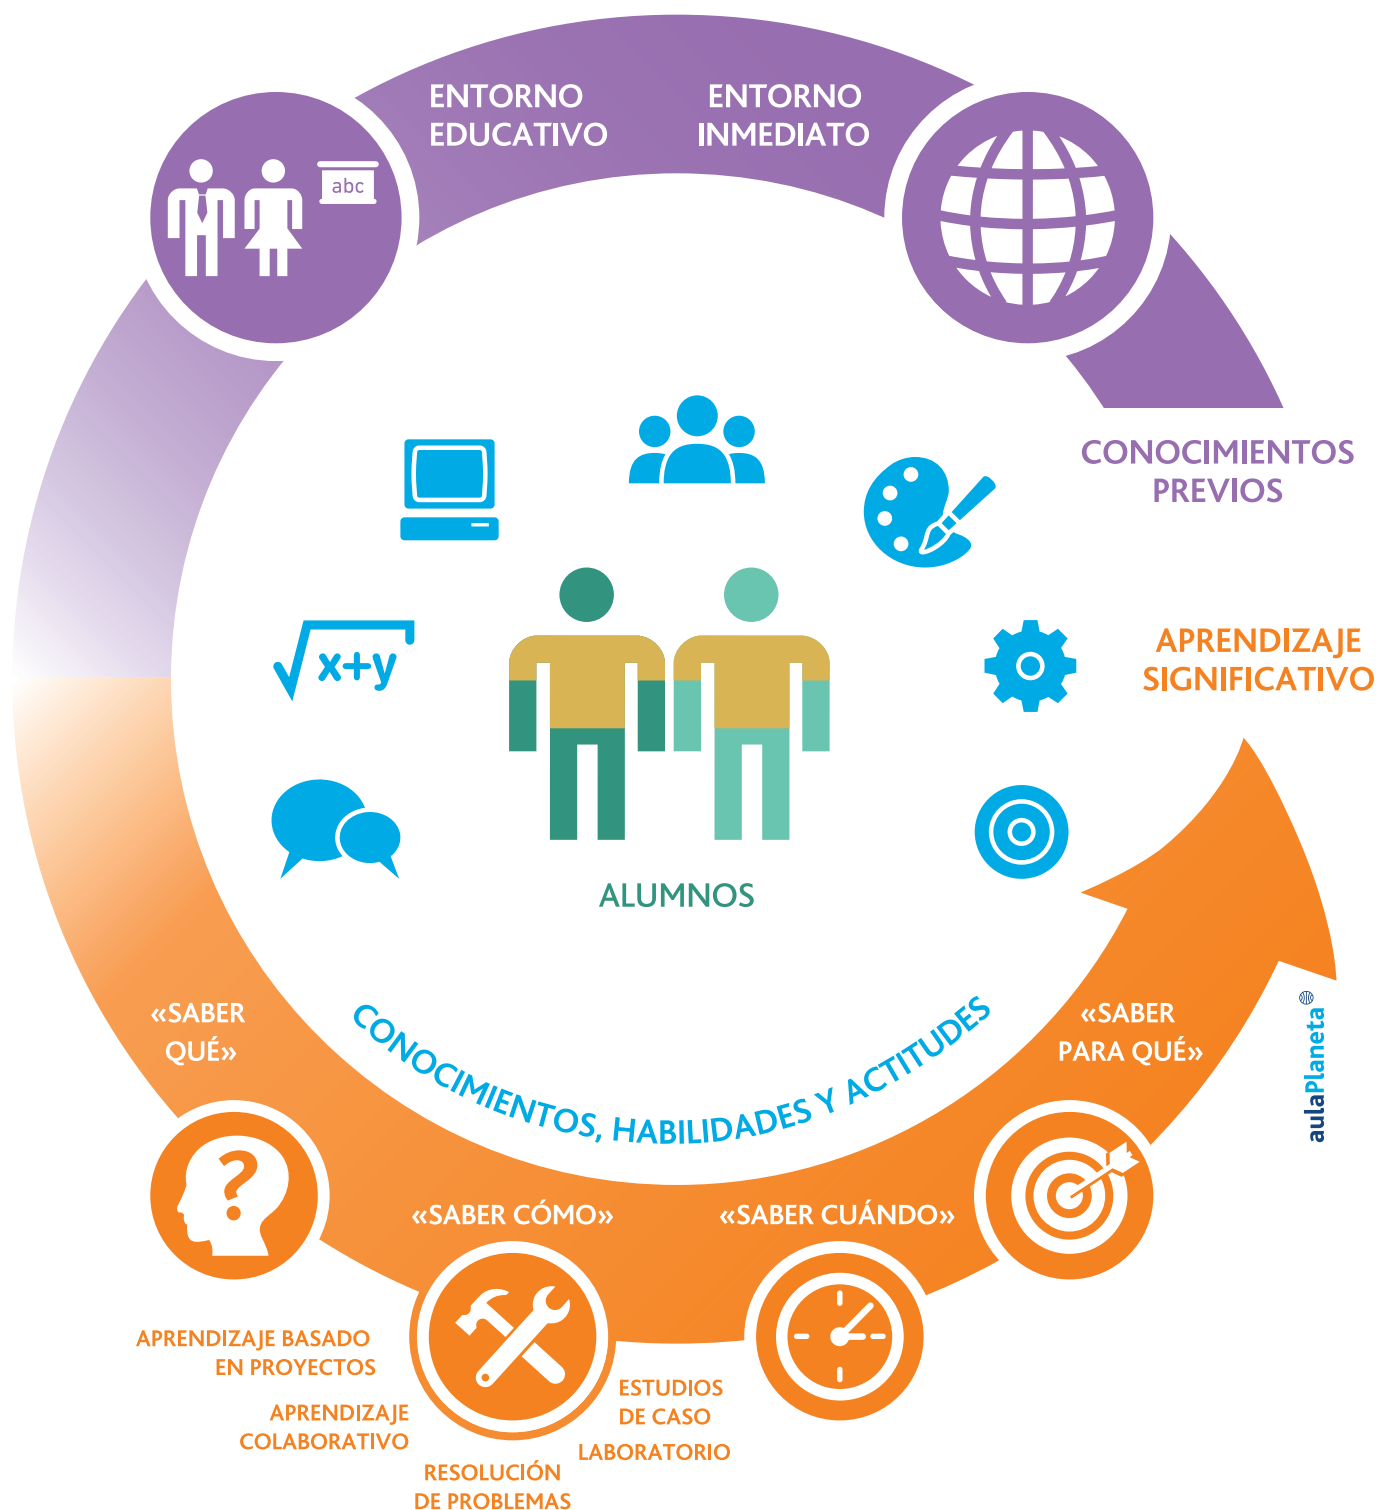 ENTORNO
EDUCATIVO
ENTORNO
INMEDIATO
abc
CONOCIMIENTOS
PREVIOS
APRENDIZAJE
SIGNIFICATIVO
√x+y
ALUMNOS
CONOCIMIENTOS, HABILIDADES Y ACTITUDES
«SABER
QUÉ»
«SABER CÓMO»
«SABER CUÁNDO»
«SABER
PARA QUÉ»
?
aulaPlaneta
APRENDIZAJE BASADO
EN PROYECTOS
APRENDIZAJE
COLABORATIVO
RESOLUCIÓN
DE PROBLEMAS
ESTUDIOS
DE CASO
LABORATORIO